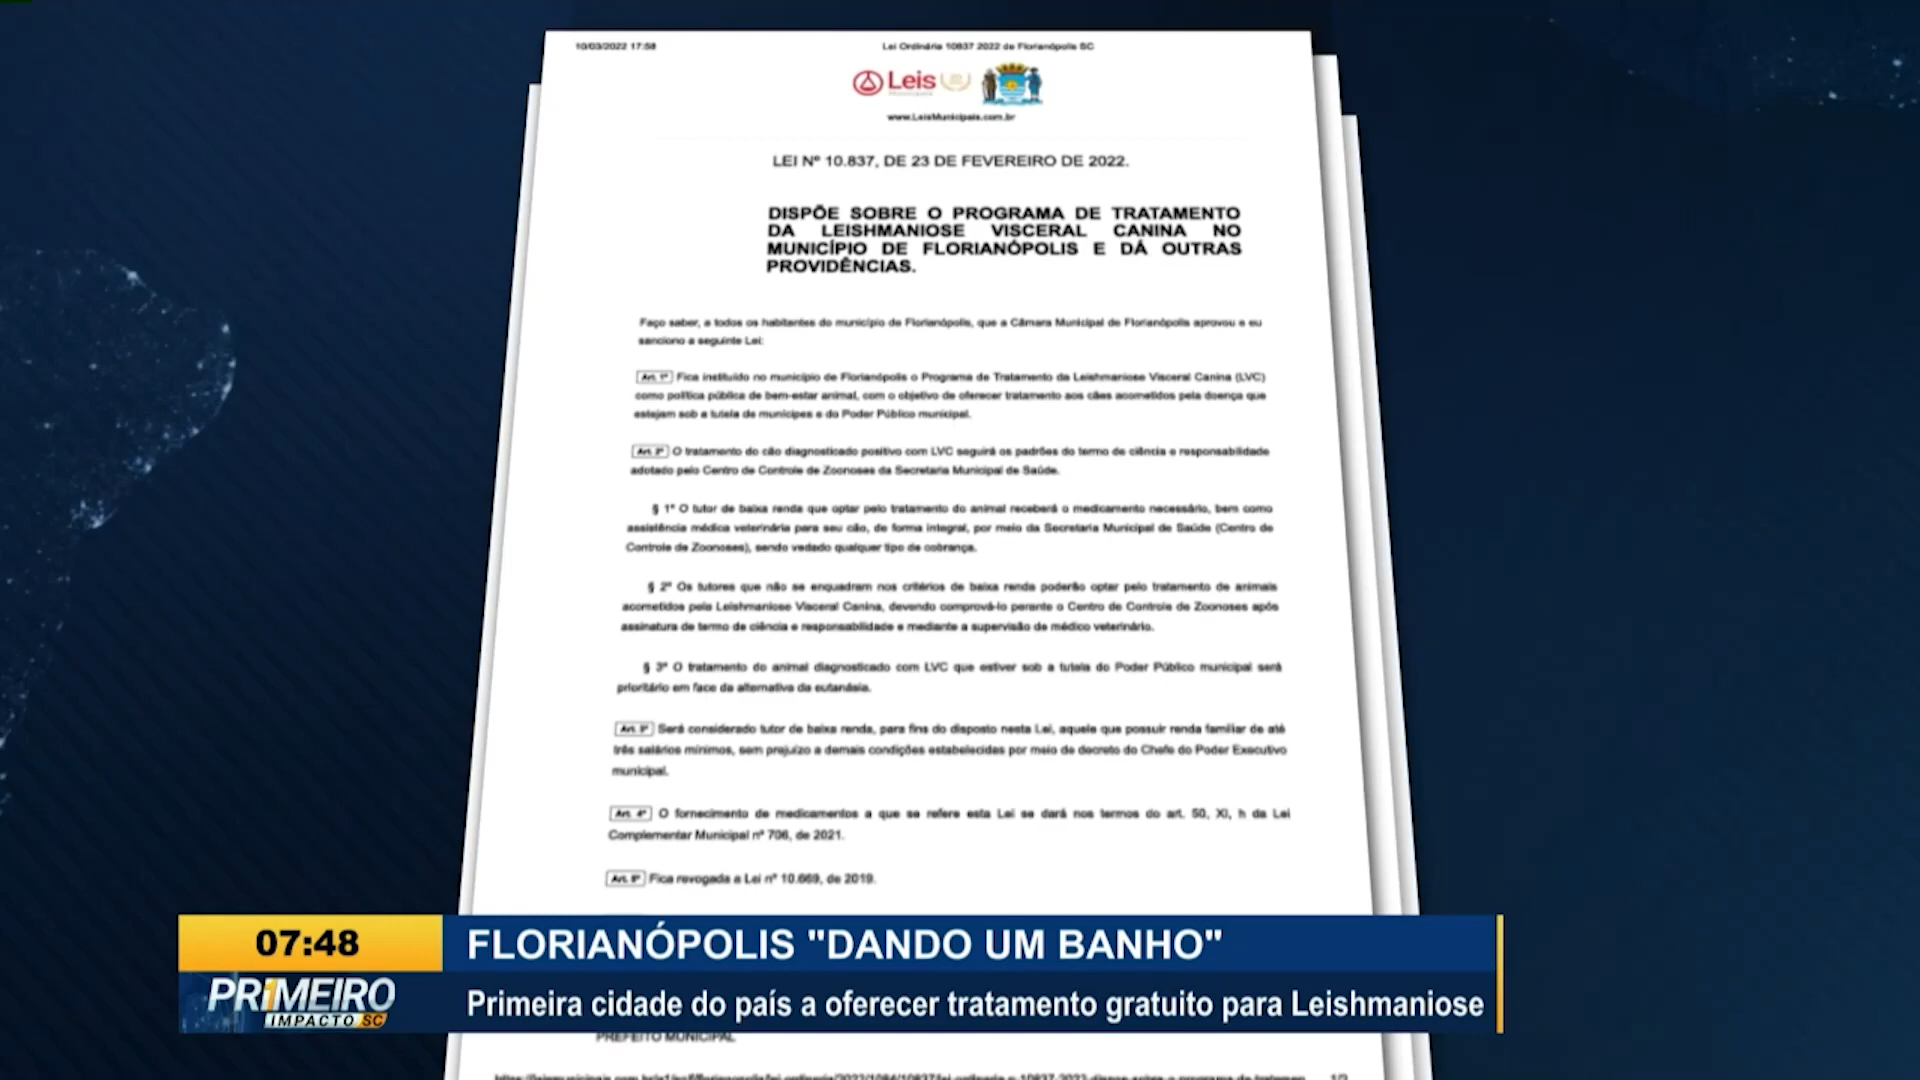 10/03/2022 17:58
Lei Ordinária 10837 2022 de Florianópolis SC
Leis
www.LeisMunicipais.com.br
LEI Nº 10.837, DE 23 DE FEVEREIRO DE 2022.
DISPÕE SOBRE O PROGRAMA DE TRATAMENTO
DA LEISHMANIOSE VISCERAL CANINA NO
MUNICÍPIO DE FLORIANÓPOLIS E DÁ OUTRAS
PROVIDÊNCIAS.
Faço saber, a todos os habitantes do município de Florianópolis, que a Câmara Municipal de Florianópolis aprovou e eu
sanciono a seguinte Lei:
Art. 1º Fica instituído no município de Florianópolis o Programa de Tratamento da Leishmaniose Visceral Canina (LVC)
como política pública de bem-estar animal, com o objetivo de oferecer tratamento aos cães acometidos pela doença que
estejam sob a tutela de munícipes e do Poder Público municipal.
Art. 2º O tratamento do cão diagnosticado positivo com LVC seguirá os padrões do termo de ciência e responsabilidade
adotado pelo Centro de Controle de Zoonoses da Secretaria Municipal de Saúde.
§ 1º O tutor de baixa renda que optar pelo tratamento do animal receberá o medicamento necessário, bem como
assistência médica veterinária para seu cão, de forma integral, por meio da Secretaria Municipal de Saúde (Centro de
Controle de Zoonoses), sendo vedado qualquer tipo de cobrança.
§ 2º Os tutores que não se enquadram nos critérios de baixa renda poderão optar pelo tratamento de animais
acometidos pela Leishmaniose Visceral Canina, devendo comprová-lo perante o Centro de Controle de Zoonoses após
assinatura de termo de ciência e responsabilidade e mediante a supervisão de médico veterinário.
§ 3º O tratamento do animal diagnosticado com LVC que estiver sob a tutela do Poder Público municipal será
prioritário em face da alternativa da eutanásia.
Art. 3º Será considerado tutor de baixa renda, para fins do disposto nesta Lei, aquele que possuir renda familiar de até
três salários mínimos, sem prejuízo a demais condições estabelecidas por meio de decreto do Chefe do Poder Executivo
municipal.
Art. 4º O fornecimento de medicamentos a que se refere esta Lei se dará nos termos do art. 50, XI, h da Lei
Complementar Municipal nº 706, de 2021.
Fica revogada a Lei nº 10.669, de 2019.
07:48
FLORIANÓPOLIS "DANDO UM BANHO"
PR1MEIRO
IMPACTO SC
Primeira cidade do país a oferecer tratamento gratuito para Leishmaniose
PREFEITO MUNICIPAL